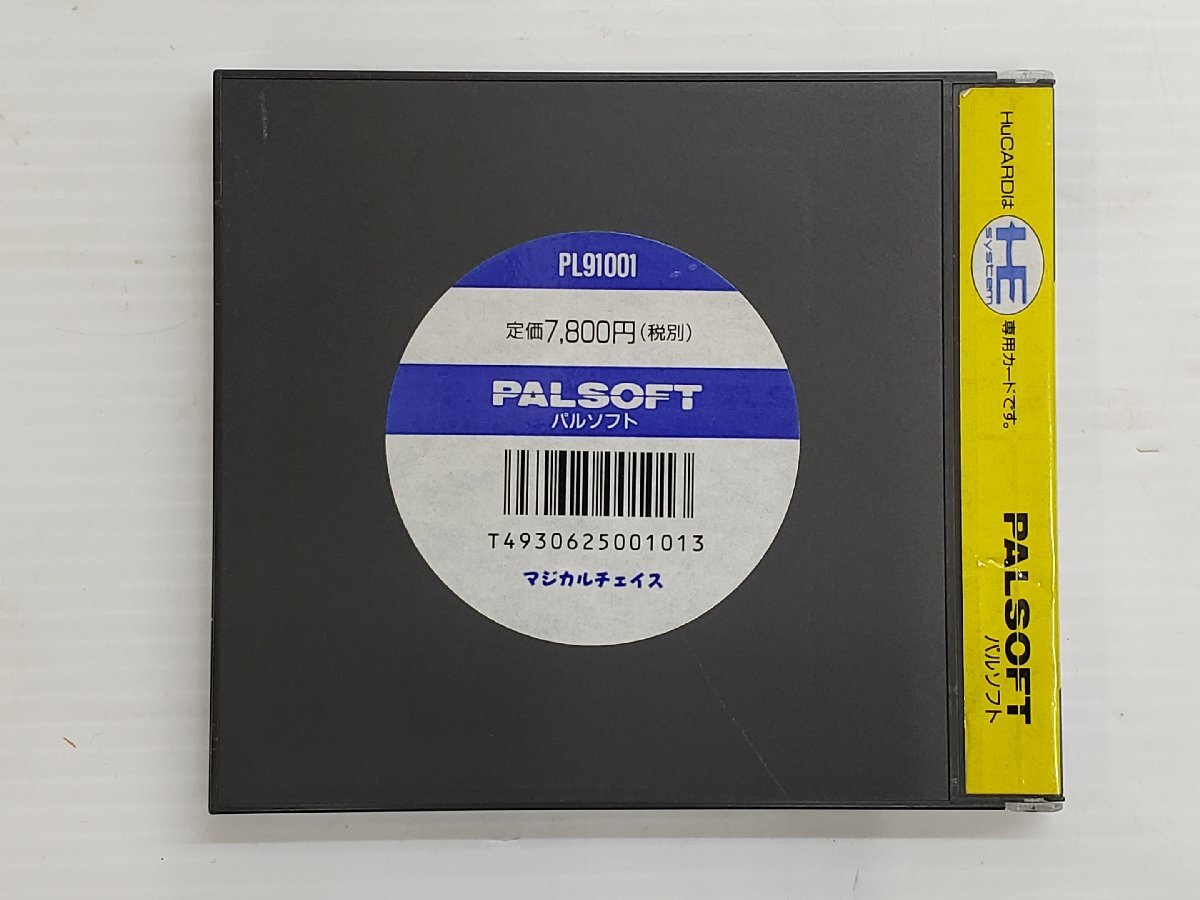 PL91001
定価7,800円(税別)
PALSOFT
パルソフト
T4930625001013
マジカルチェイス
HuCARDは
HE
system
専用カードです。
PALSOFT
パルソフト